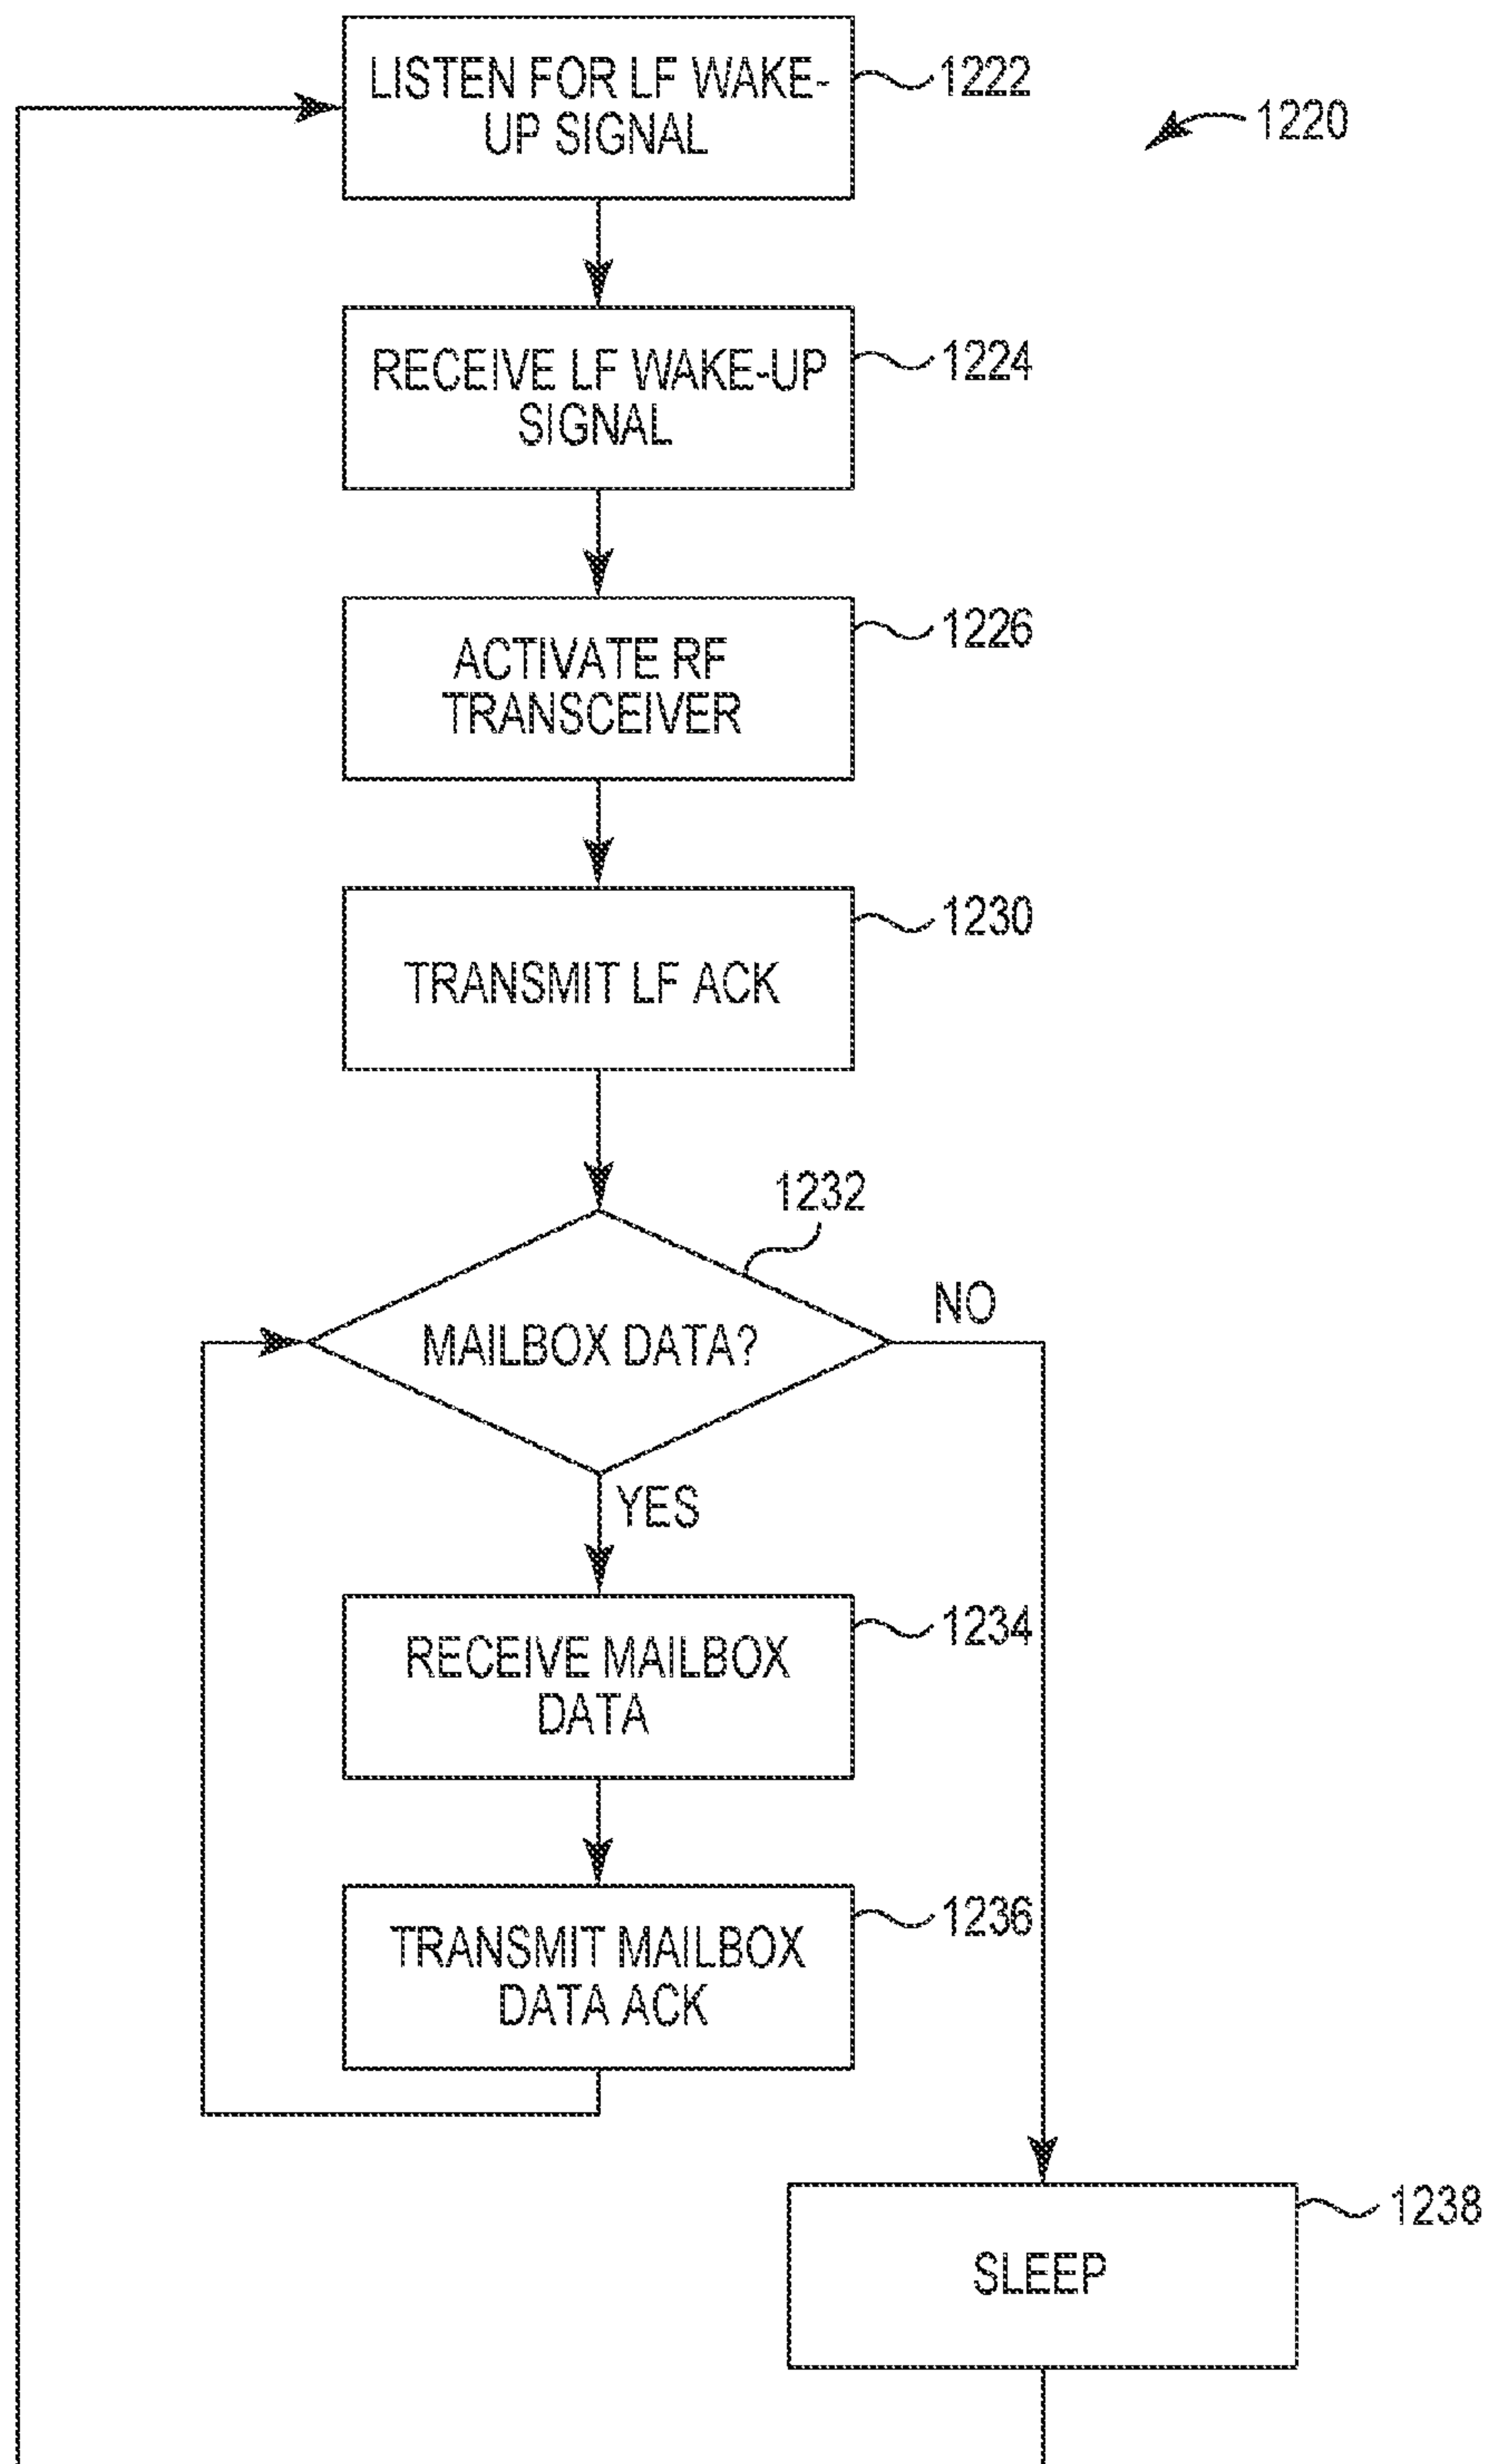 LISTEN FOR LF WAKE-
UP SIGNAL
1222
1220
RECEIVE LF WAKE-UP
SIGNAL
1224
ACTIVATE RF
TRANSCEIVER
1226
TRANSMIT LF ACK
1230
1232
MAILBOX DATA?
NO
YES
RECEIVE MAILBOX
DATA
1234
TRANSMIT MAILBOX
DATA ACK
1236
SLEEP
1238